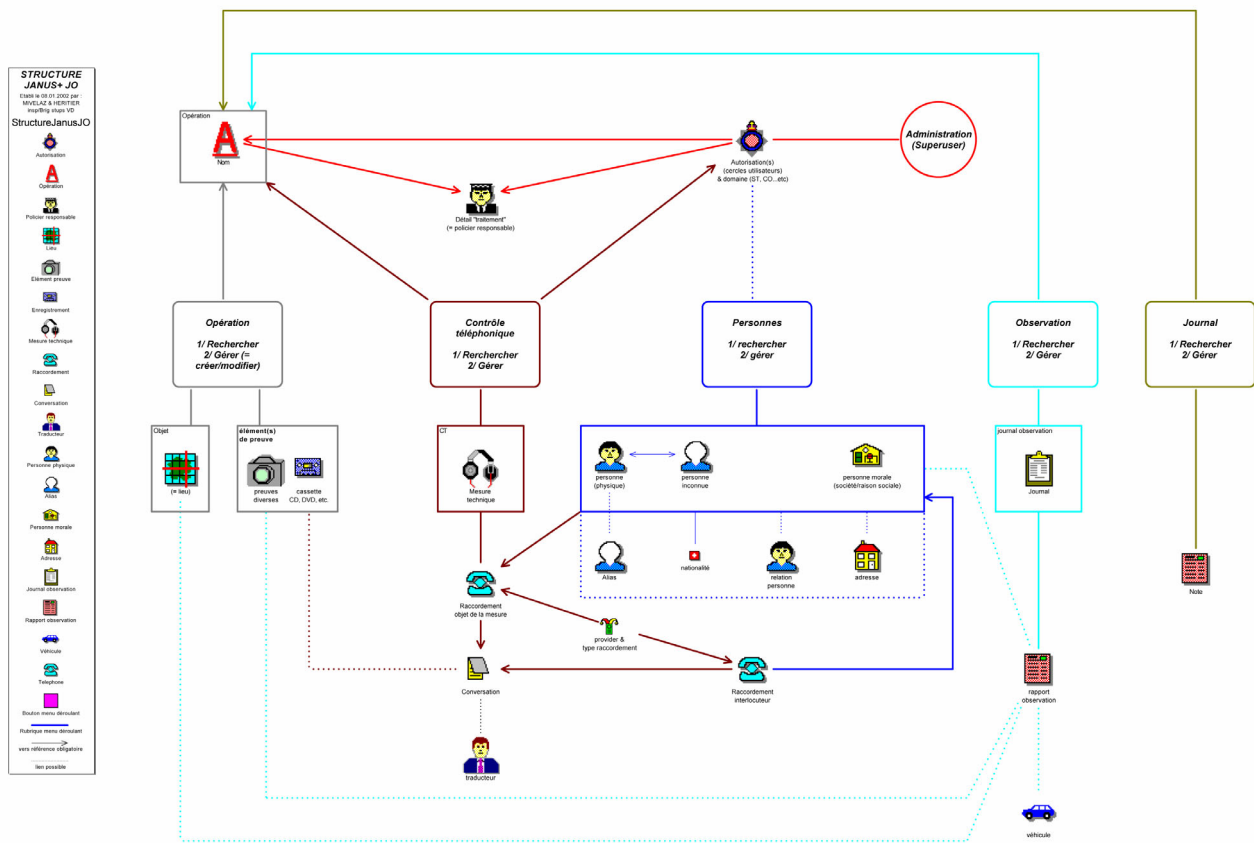 STRUCTURE
JANUS+ JO
Etabli le 08.01.2002 par :
MIVELAZ & HERITIER
insp/Brig stups VD
StructureJanusJO
Autorisation
Opération
Policier responsable
Lieu
Elément preuve
Enregistrement
Mesure technique
Raccordement
Conversation
Traducteur
Personne physique
Alias
Personne morale
Adresse
Journal observation
Rapport observation
Véhicule
Telephone
Bouton menu déroulant
Rubrique menu déroulant
vers référence obligatoire
lien possible
Opération
Nom
Autorisation(s)
(cercles utilisateurs)
& domaine (ST, CO...etc)
Administration
(Superuser)
Détail "traitement"
(= policier responsable)
Opération
1/ Rechercher
2/ Gérer (=
créer/modifier)
Contrôle
téléphonique
1/ Rerchercher
2/ Gérer
Personnes
1/ rechercher
2/ gérer
Observation
1/ Rechercher
2/ Gérer
Journal
1/ Rechercher
2/ Gérer
Objet
(= lieu)
élément(s)
de preuve
preuves
diverses
cassette
CD, DVD, etc.
CT
Mesure
technique
personne
(physique)
personne
inconnue
personne morale
(société/raison sociale)
journal observation
Journal
Alias
nationalité
relation
personne
adresse
Raccordement
objet de la mesure
provider &
type raccordement
Conversation
Raccordement
interlocuteur
traducteur
Note
rapport
observation
véhicule